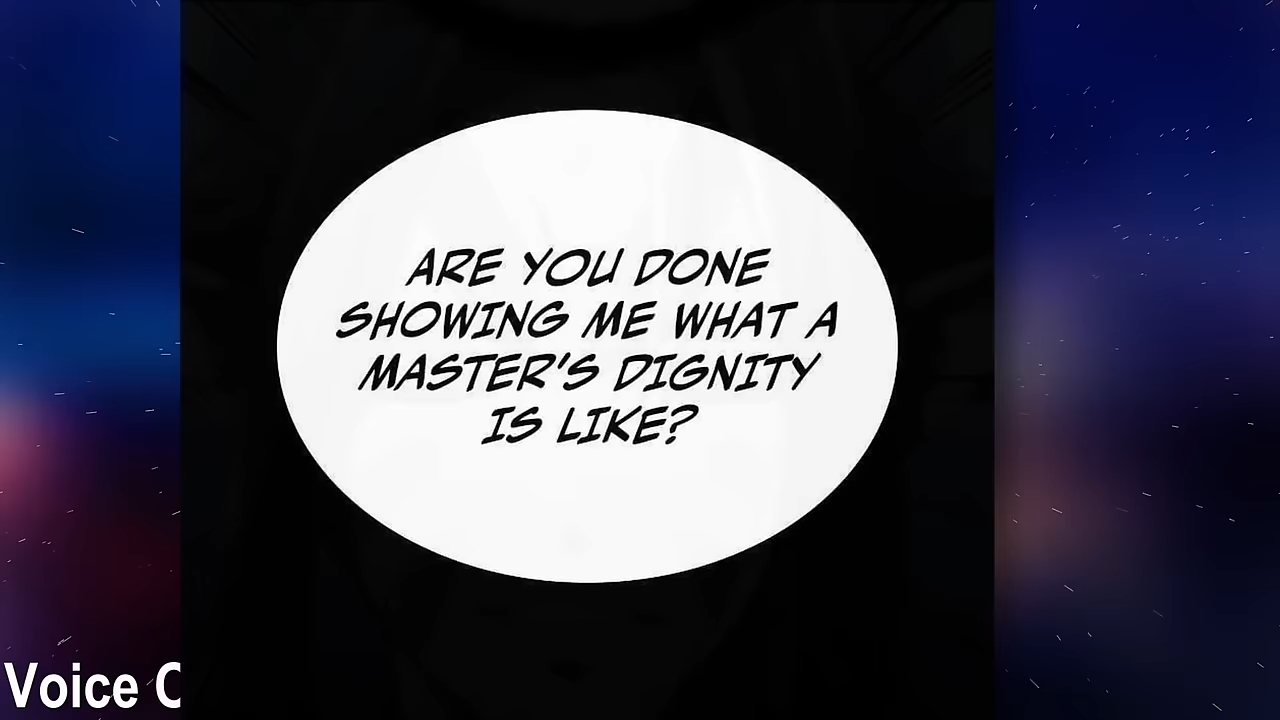 ARE YOU DONE
SHOWING ME WHAT A
MASTER'S DIGNITY
IS LIKE?
Voice C